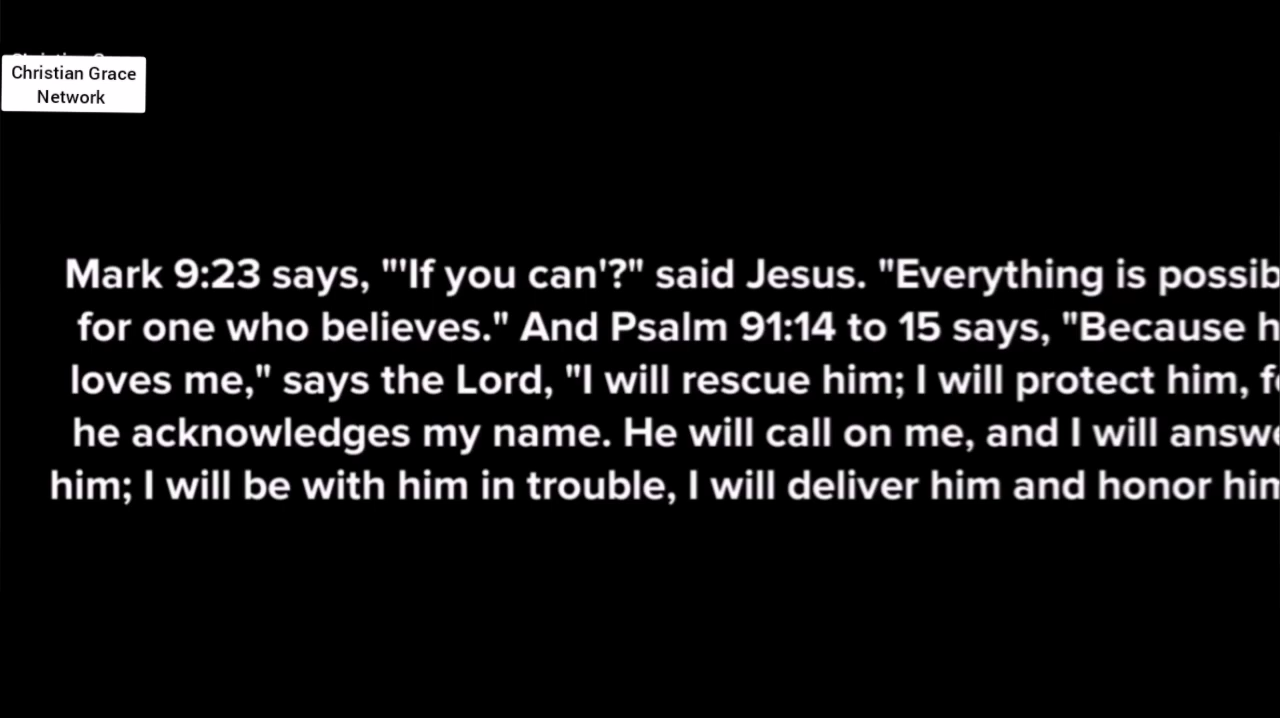 Christian Grace
Network
Mark 9:23 says, "'If you can'?" said Jesus. "Everything is possib
for one who believes." And Psalm 91:14 to 15 says, "Because h
loves me," says the Lord, "I will rescue him; I will protect him, f
he acknowledges my name. He will call on me, and I will answe
him; I will be with him in trouble, I will deliver him and honor him